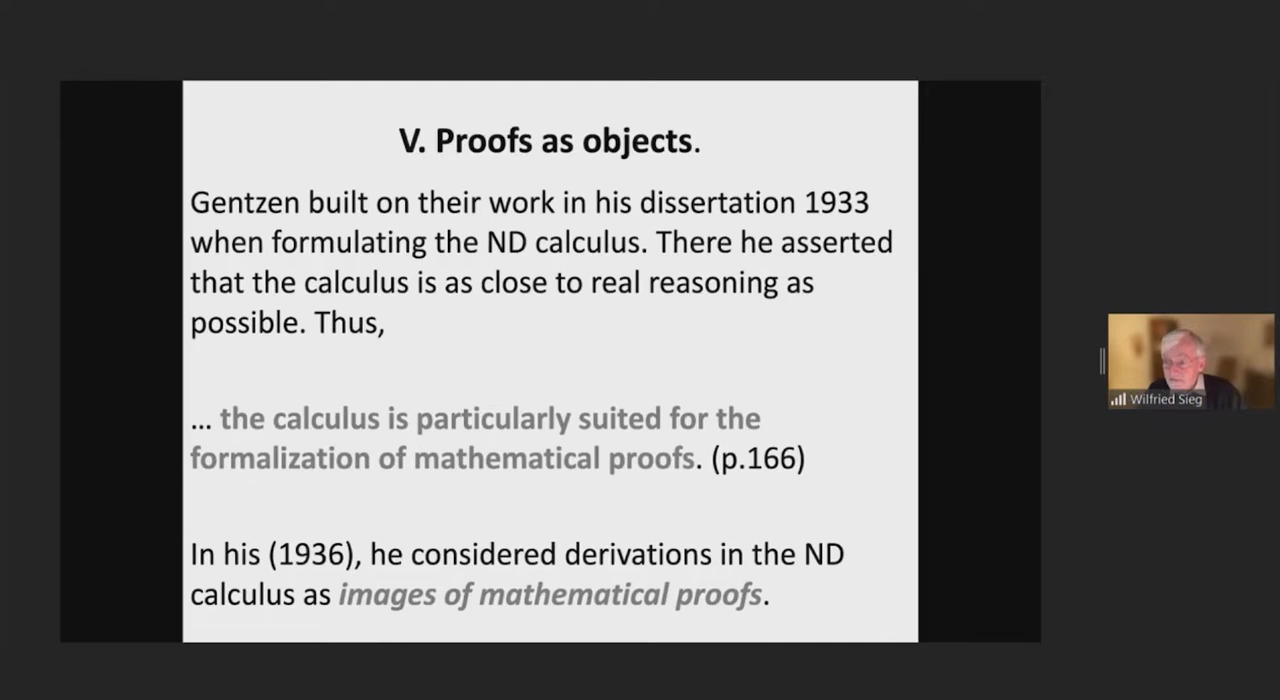 V. Proofs as objects.
Gentzen built on their work in his dissertation 1933
when formulating the ND calculus. There he asserted
that the calculus is as close to real reasoning as
possible. Thus,
... the calculus is particularly suited for the
formalization of mathematical proofs. (p.166)
In his (1936), he considered derivations in the ND
calculus as images of mathematical proofs.
Wilfried Sieg